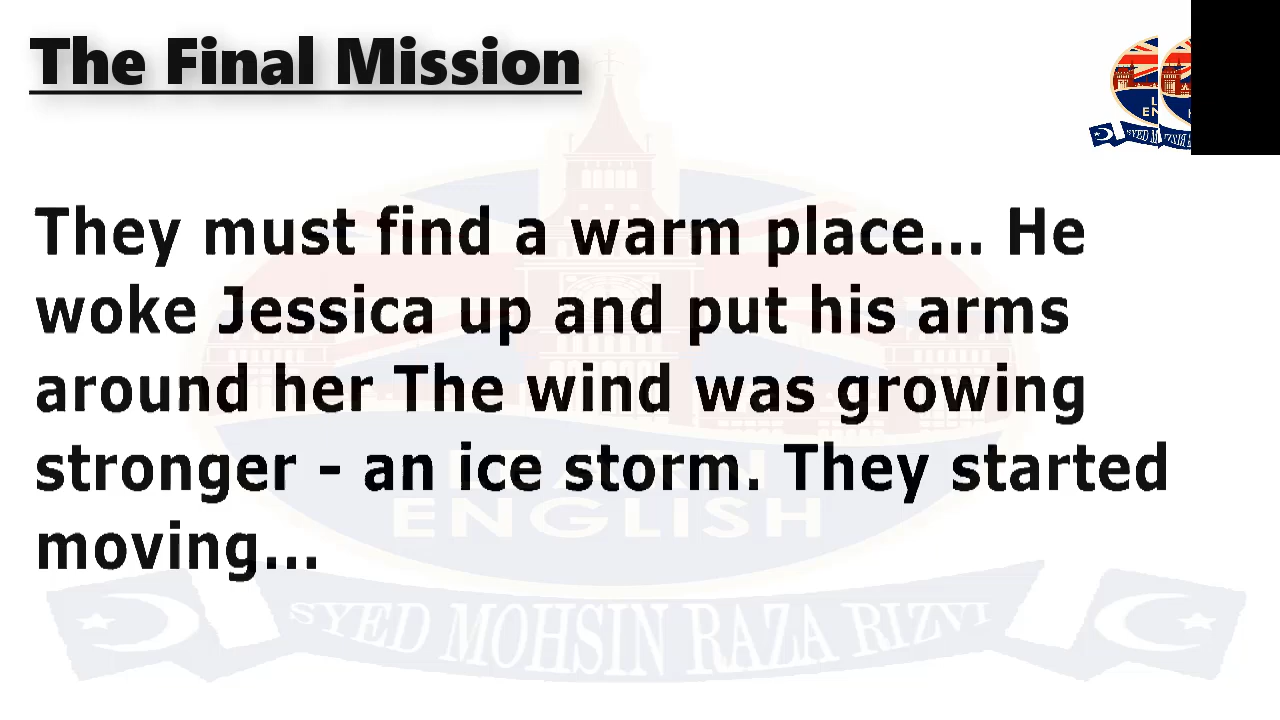 The Final Mission
They must find a warm place... He
woke Jessica up and put his arms
around her The wind was growing
stronger - an ice storm. They started
moving...
ENGLISH
SYED MOHSIN RAZA RIZVI